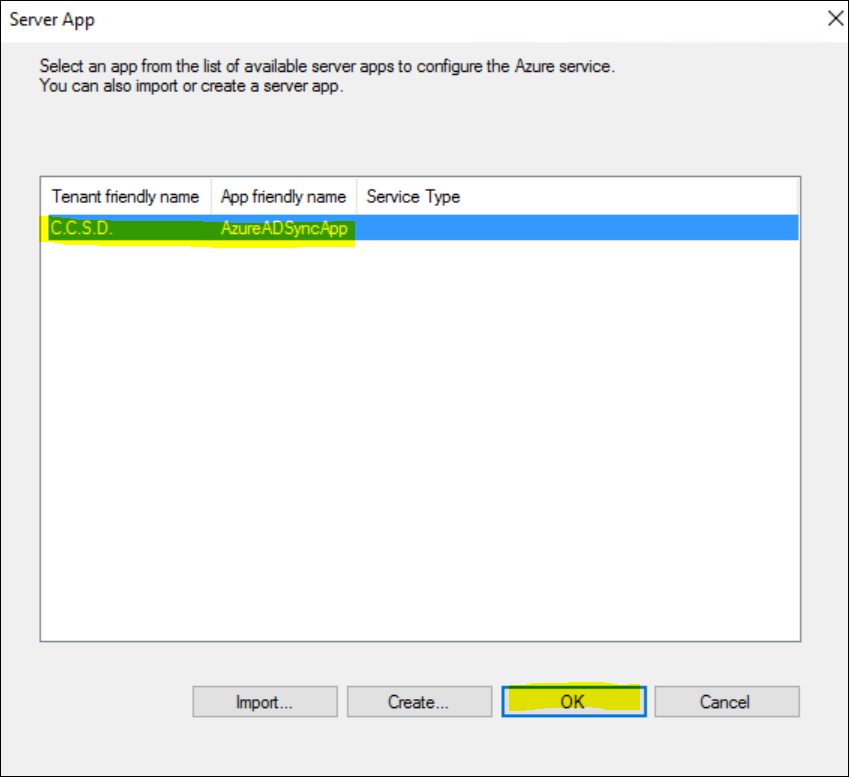 Server App
Select an app from the list of available server apps to configure the Azure service.
You can also import or create a server app.
Tenant friendly name App friendly name Service Type
C.C.S.D. AzureADSyncApp
Import... Create... OK Cancel